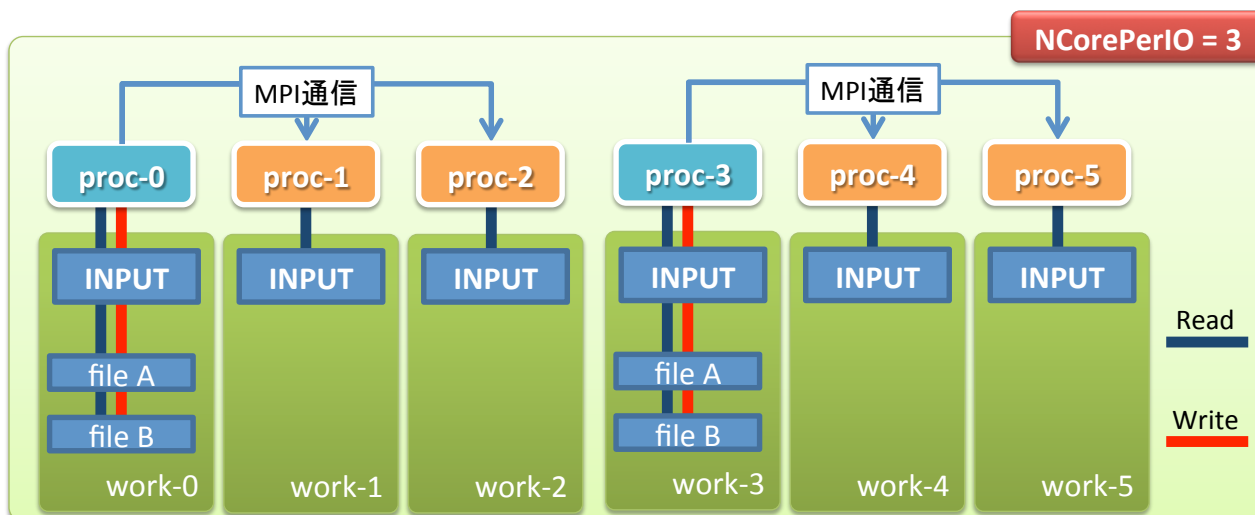 NCorePerIO = 3
MPI通信
MPI通信
proc-0
proc-1
proc-2
proc-3
proc-4
proc-5
INPUT
INPUT
INPUT
INPUT
INPUT
INPUT
Read
file A
file A
file B
file B
Write
work-0
work-1
work-2
work-3
work-4
work-5